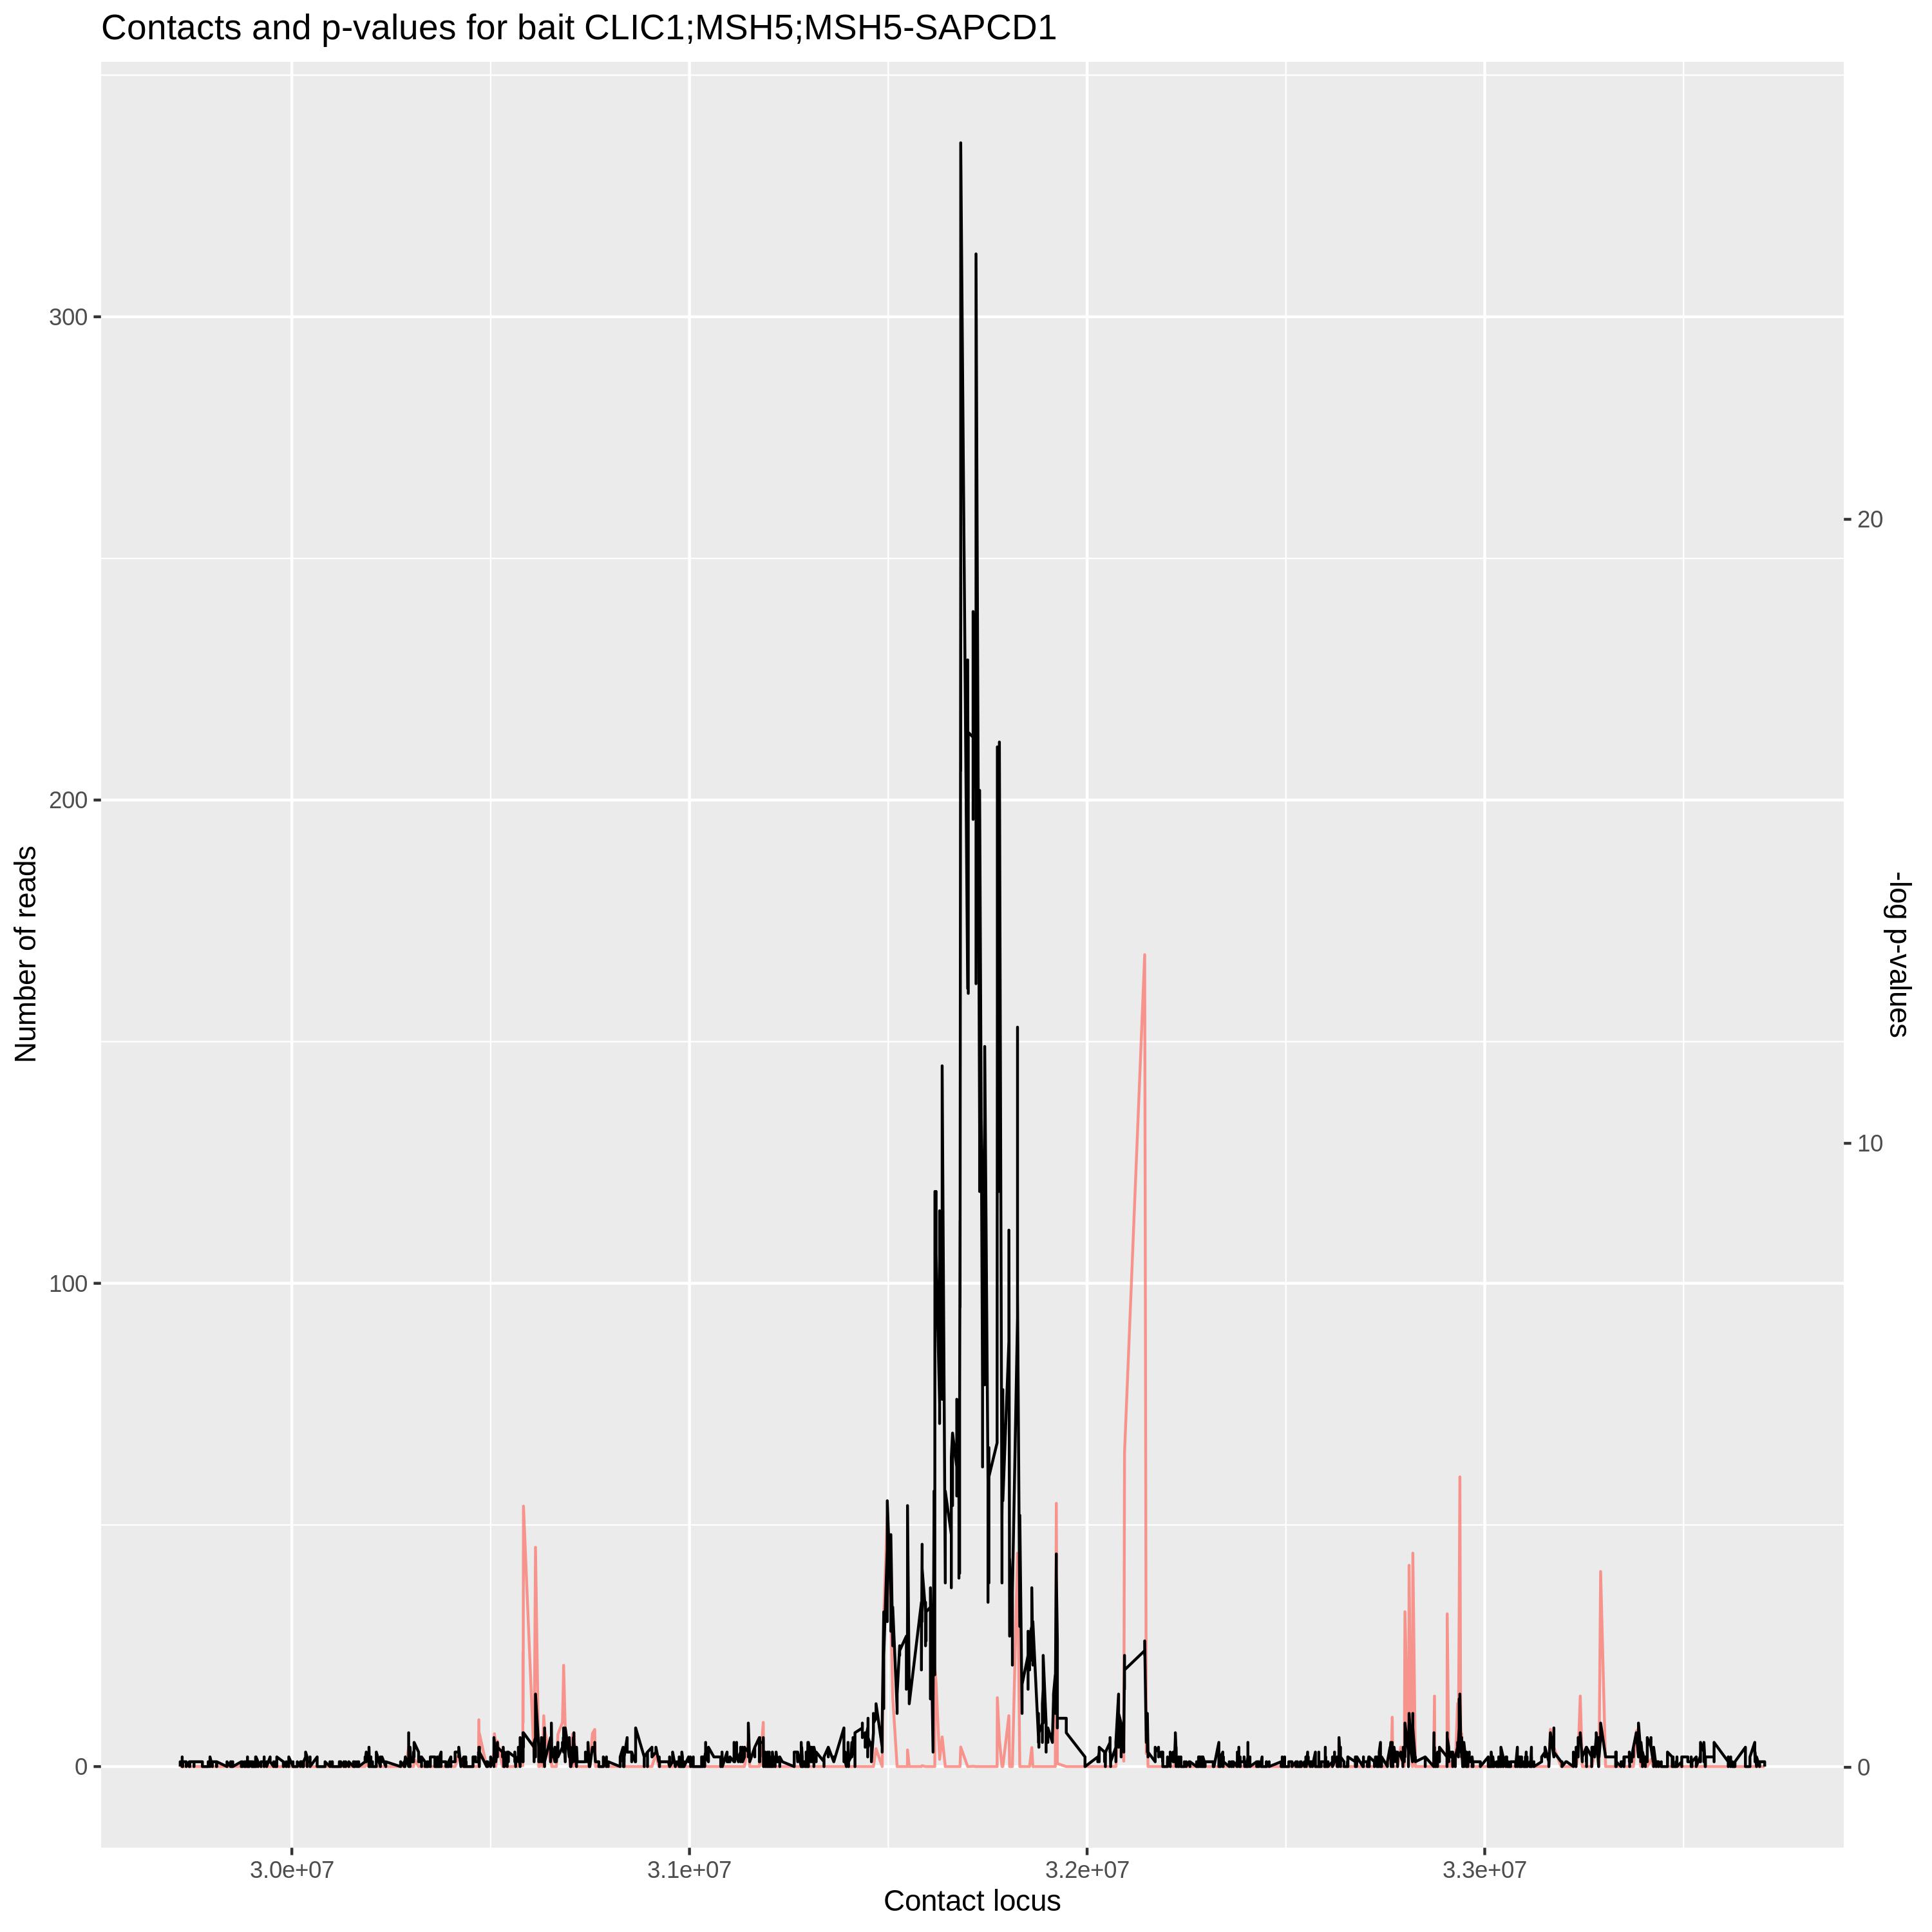 Contacts and p-values for bait CLIC1;MSH5;MSH5-SAPCD1
Number of reads
300
200
100
0
20
10
0
-log p-values
3.0e+07
3.1e+07
3.2e+07
3.3e+07
Contact locus